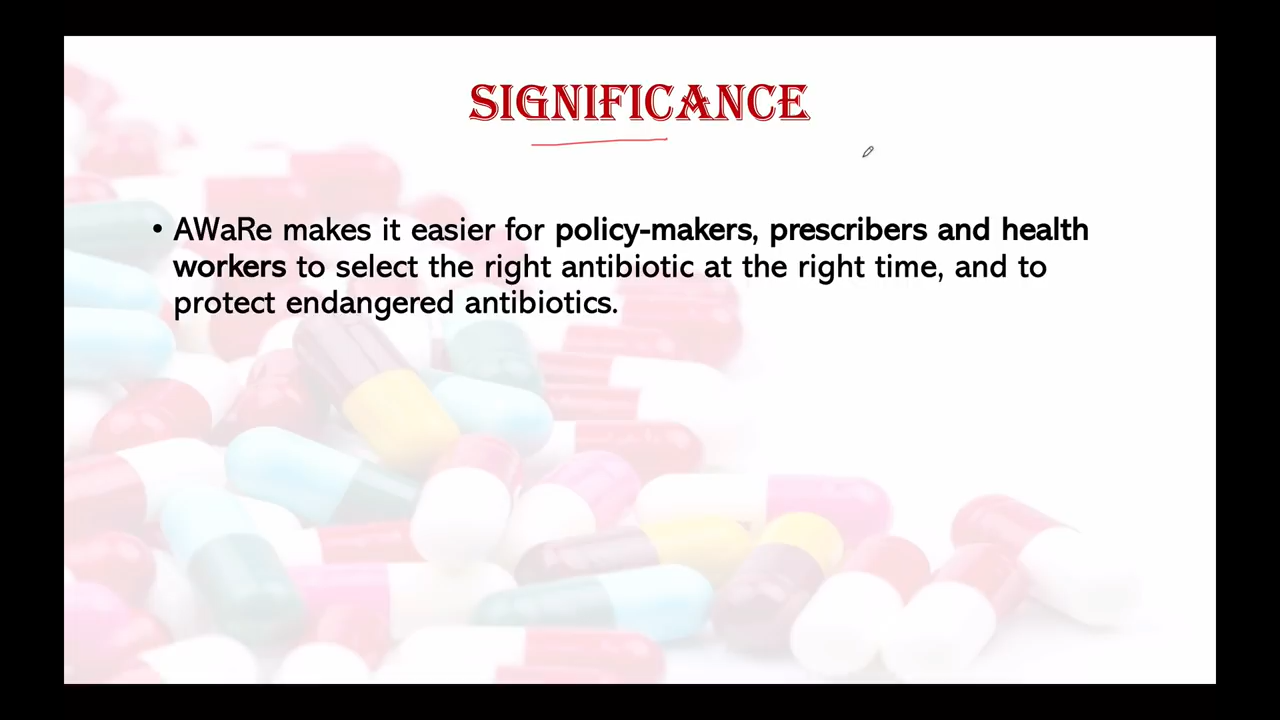 SIGNIFICANCE
• AWaRe makes it easier for policy-makers, prescribers and health
workers to select the right antibiotic at the right time, and to
protect endangered antibiotics.